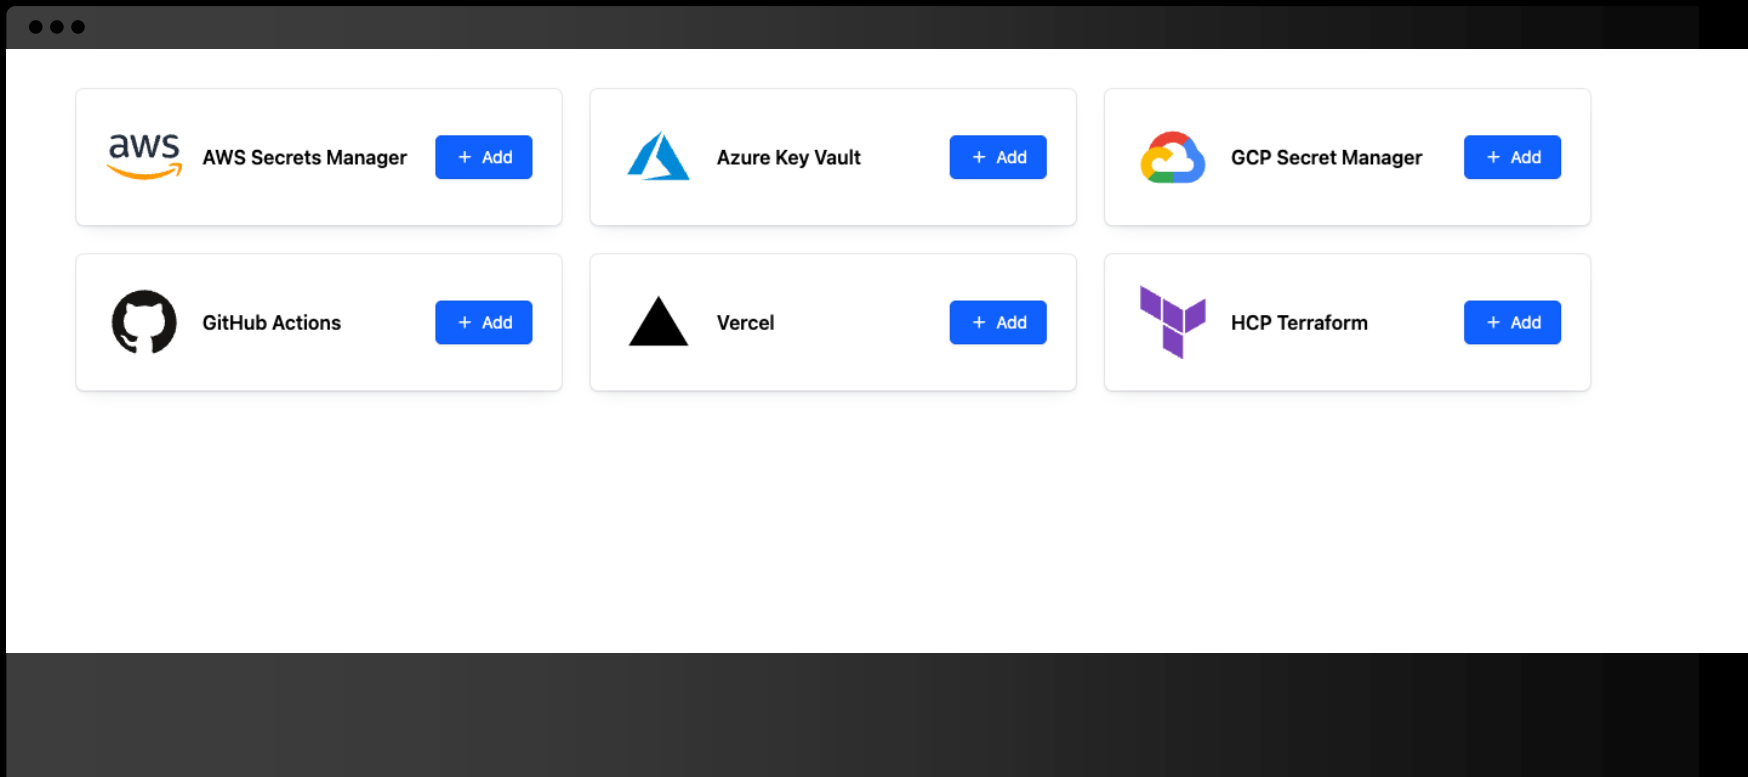 aws AWS Secrets Manager + Add
Azure Key Vault + Add
GCP Secret Manager + Add
GitHub Actions + Add
Vercel + Add
HCP Terraform + Add